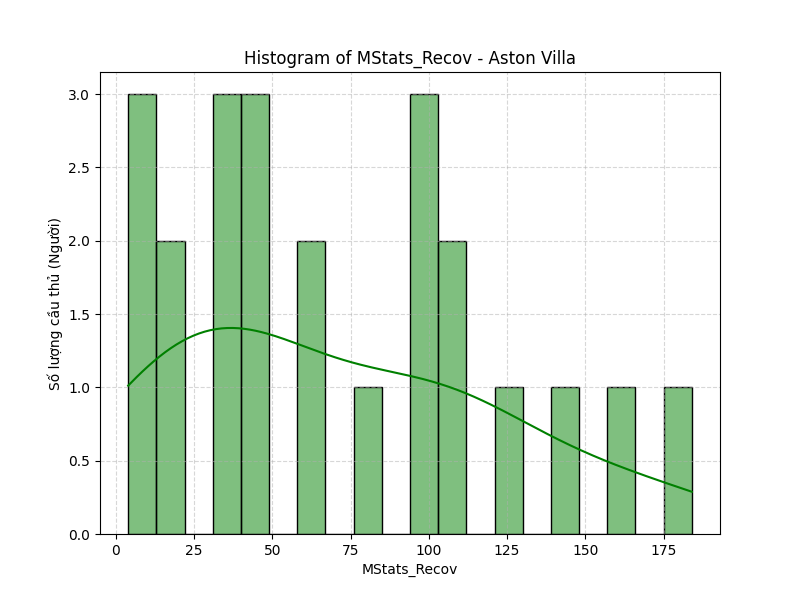 Histogram of MStats_Recov - Aston Villa
Số lượng cầu thủ (Người)
3.0
2.5
2.0
1.5
1.0
0.5
0.0
0 25 50 75 100 125 150 175
MStats_Recov